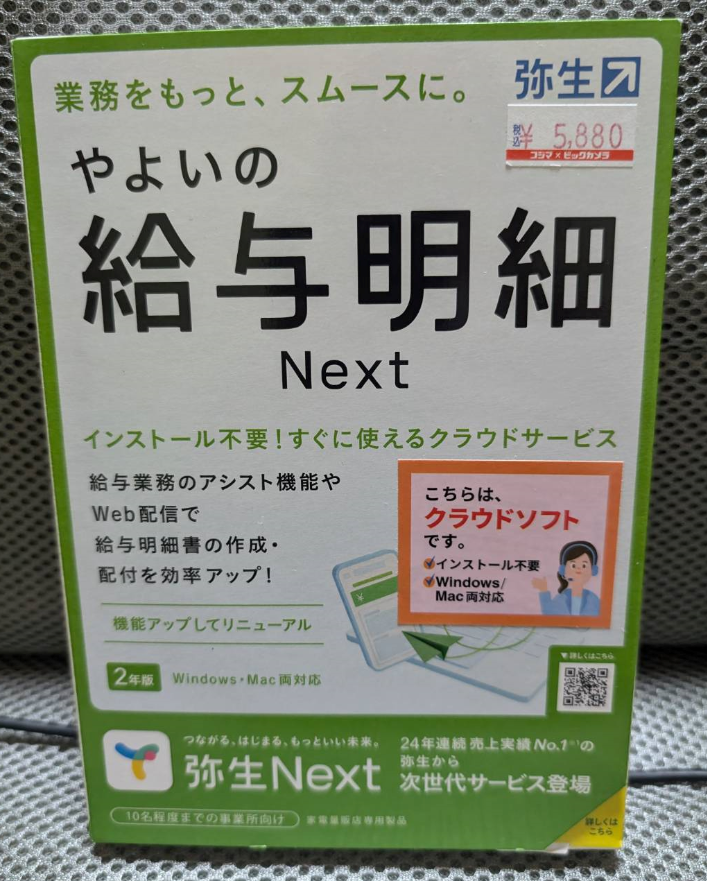 業務をもっと、スムースに。
弥生
税込 ¥ 5,880
コジマ×ビックカメラ
やよいの
給与明細
Next
インストール不要！すぐに使えるクラウドサービス
給与業務のアシスト機能や
Web配信で
給与明細書の作成・
配付を効率アップ！
機能アップしてリニューアル
2年版
Windows・Mac両対応
こちらは、
クラウドソフト
です。
インストール不要
Windows/
Mac両対応
詳しくはこちら
つながる、はじまる、もっといい未来。
弥生Next
24年連続売上実績No.1※1の
弥生から
次世代サービス登場
10名程度までの事業所向け
家電量販店専用製品
詳しくは
こちら